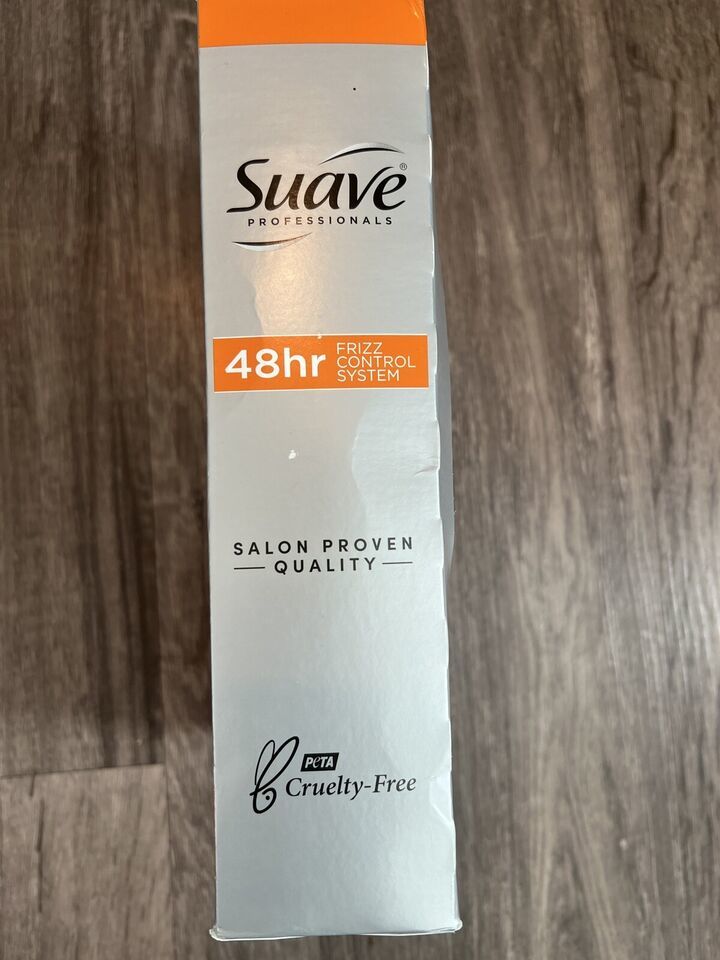 Suave®
PROFESSIONALS
48hr
FRIZZ
CONTROL
SYSTEM
SALON PROVEN
QUALITY
PETA
Cruelty-Free